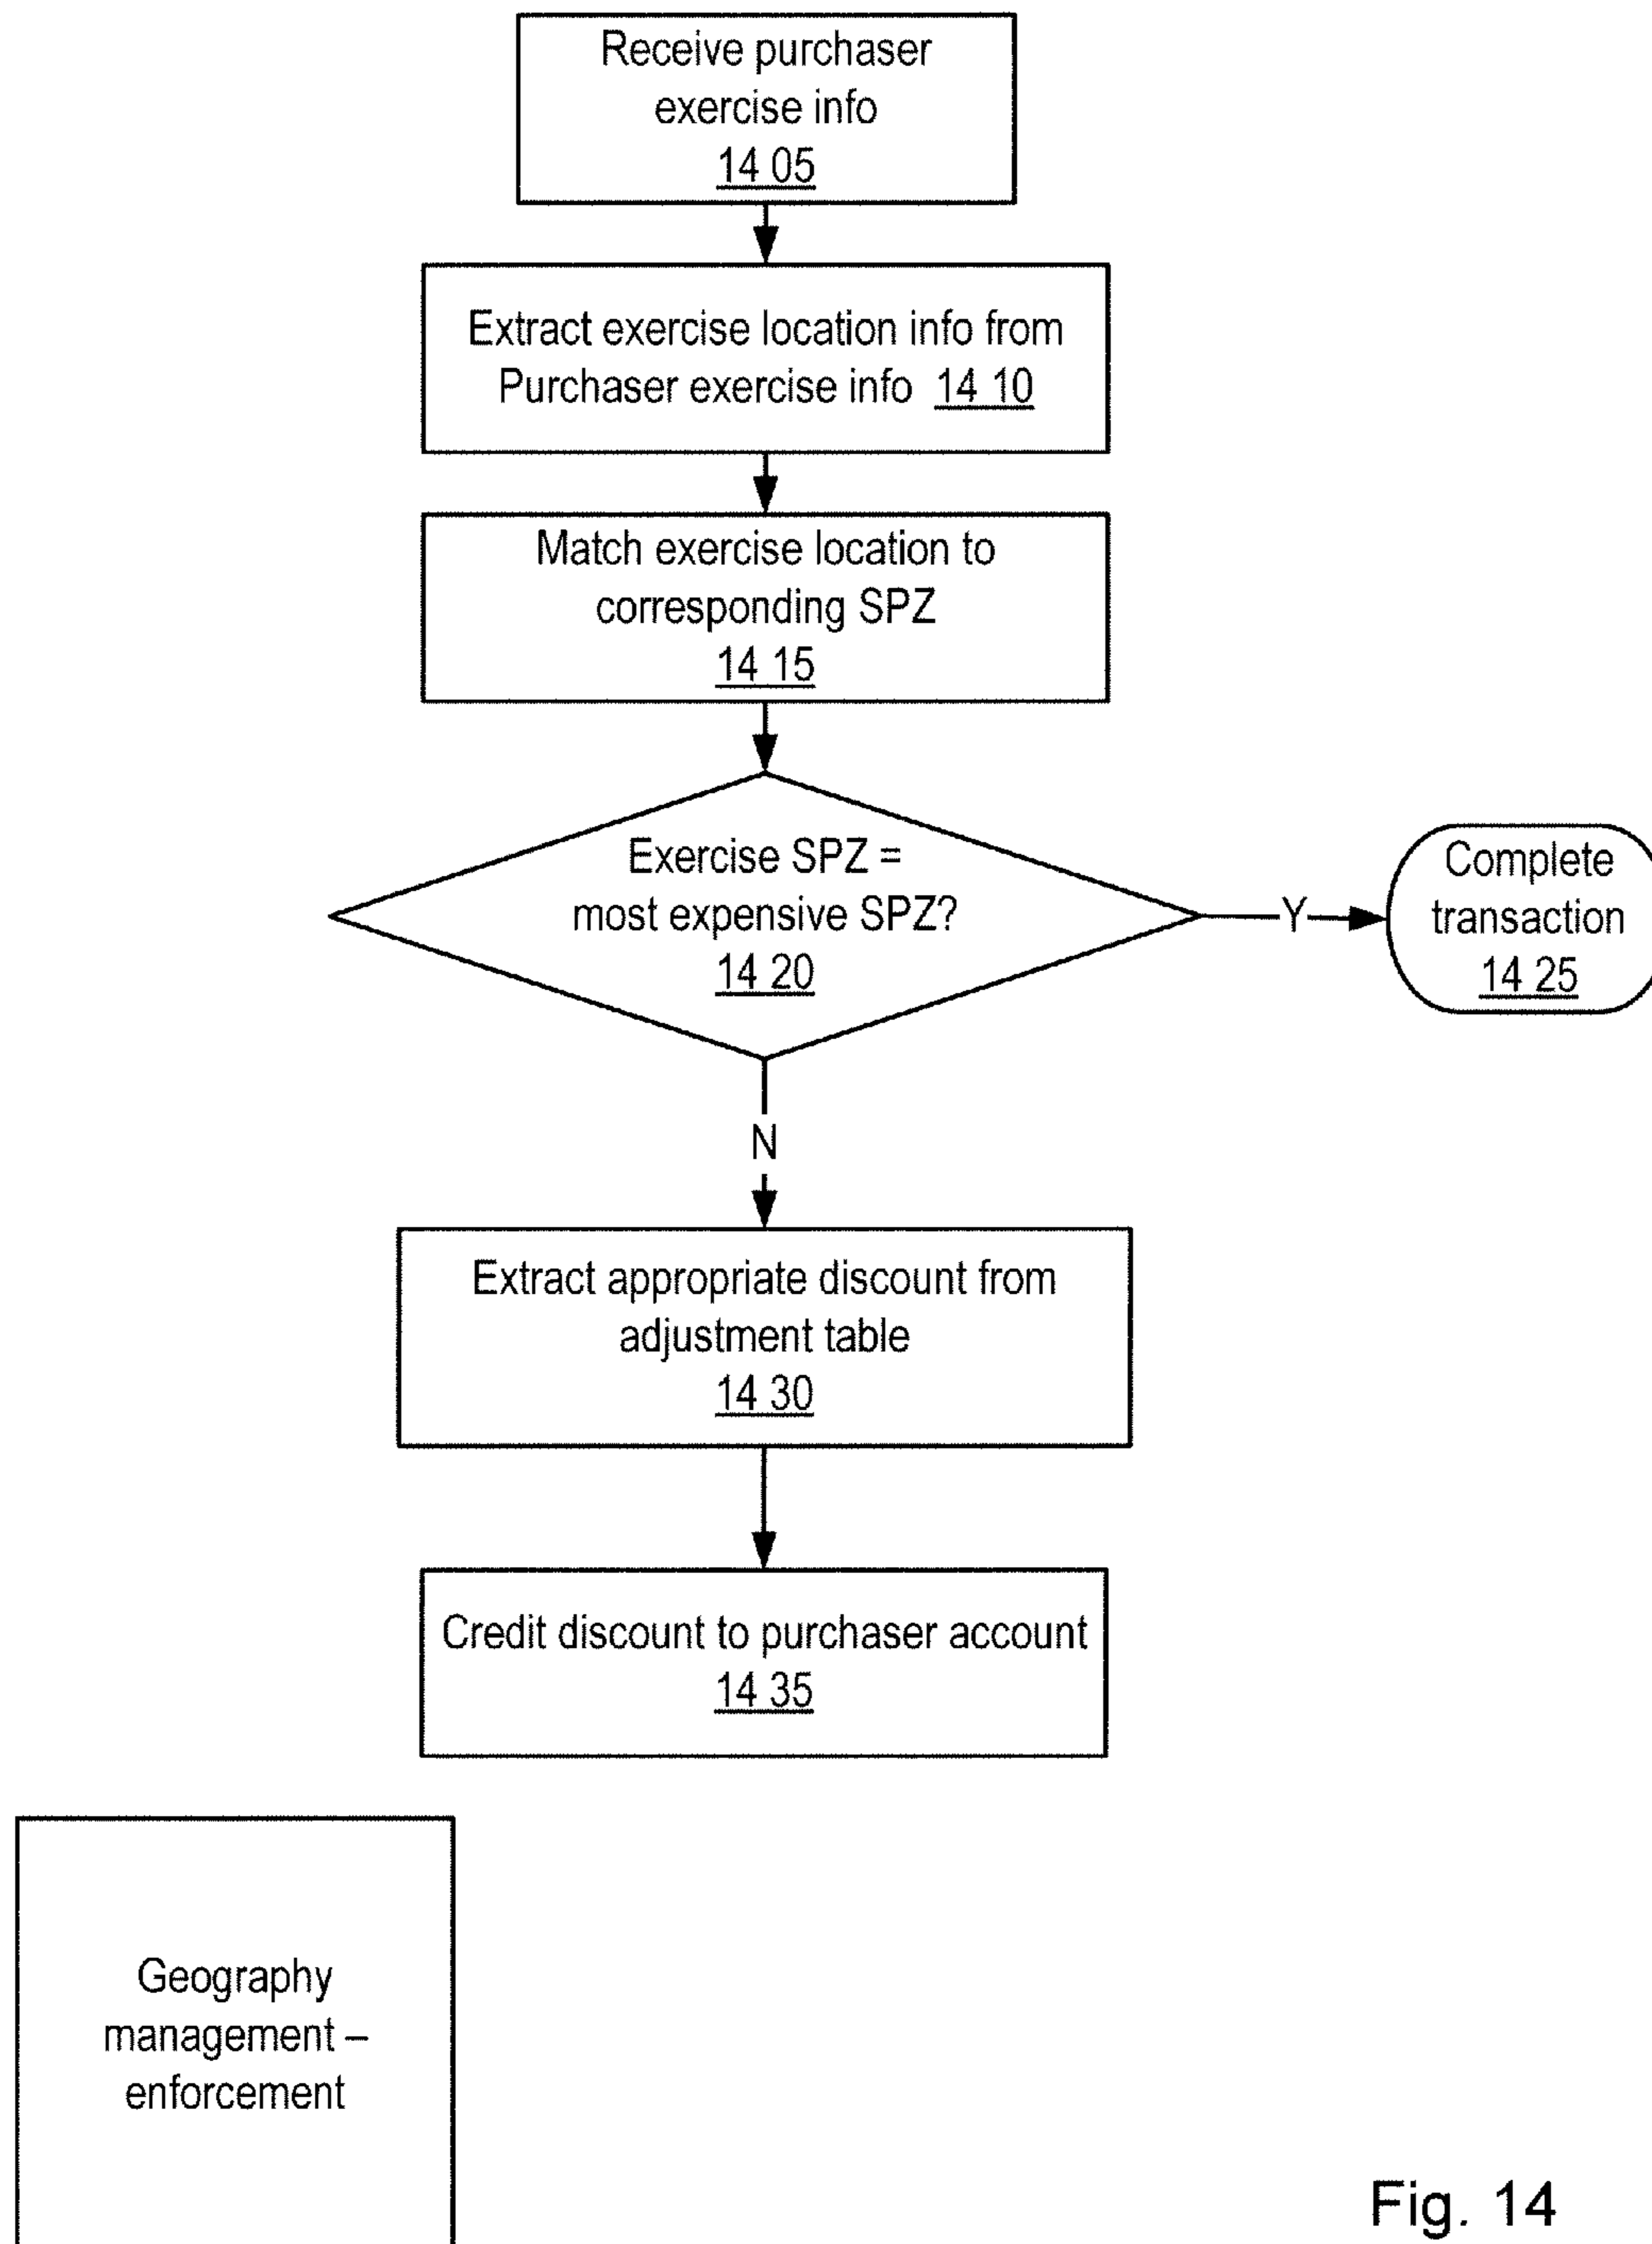 Receive purchaser
exercise info
14 05
Extract exercise location info from
Purchaser exercise info 14 10
Match exercise location to
corresponding SPZ
14 15
Exercise SPZ =
most expensive SPZ?
14 20
Y
Complete
transaction
14 25
N
Extract appropriate discount from
adjustment table
14 30
Credit discount to purchaser account
14 35
Geography
management –
enforcement
Fig. 14